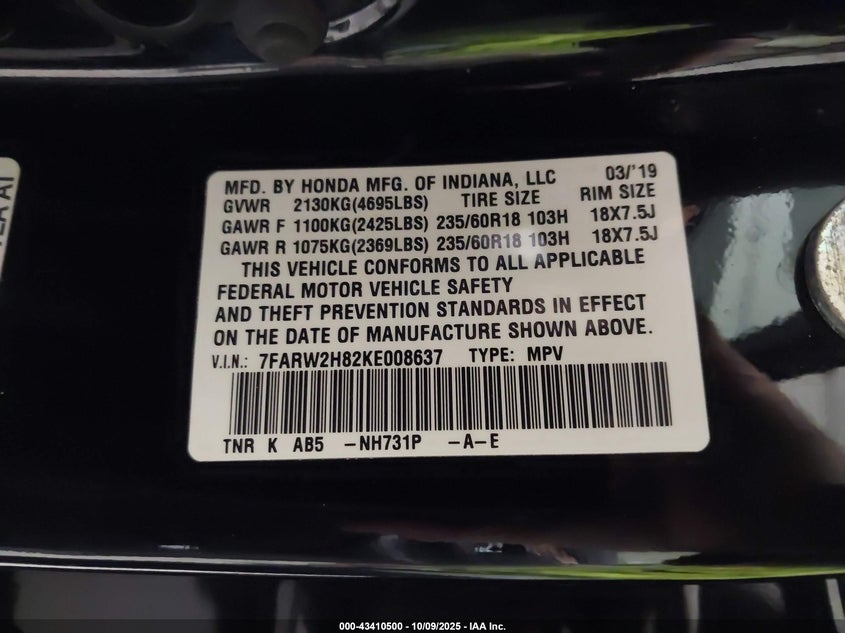 MFD. BY HONDA MFG. OF INDIANA, LLC 03/'19
GVWR 2130KG(4695LBS) TIRE SIZE RIM SIZE
GAWR F 1100KG(2425LBS) 235/60R18 103H 18X7.5J
GAWR R 1075KG(2369LBS) 235/60R18 103H 18X7.5J
THIS VEHICLE CONFORMS TO ALL APPLICABLE
FEDERAL MOTOR VEHICLE SAFETY
AND THEFT PREVENTION STANDARDS IN EFFECT
ON THE DATE OF MANUFACTURE SHOWN ABOVE.
V.I.N.: 7FARW2H82KE008637 TYPE: MPV
TNR K AB5 -NH731P -A-E
000-43410500 - 10/09/2025 - IAA Inc.